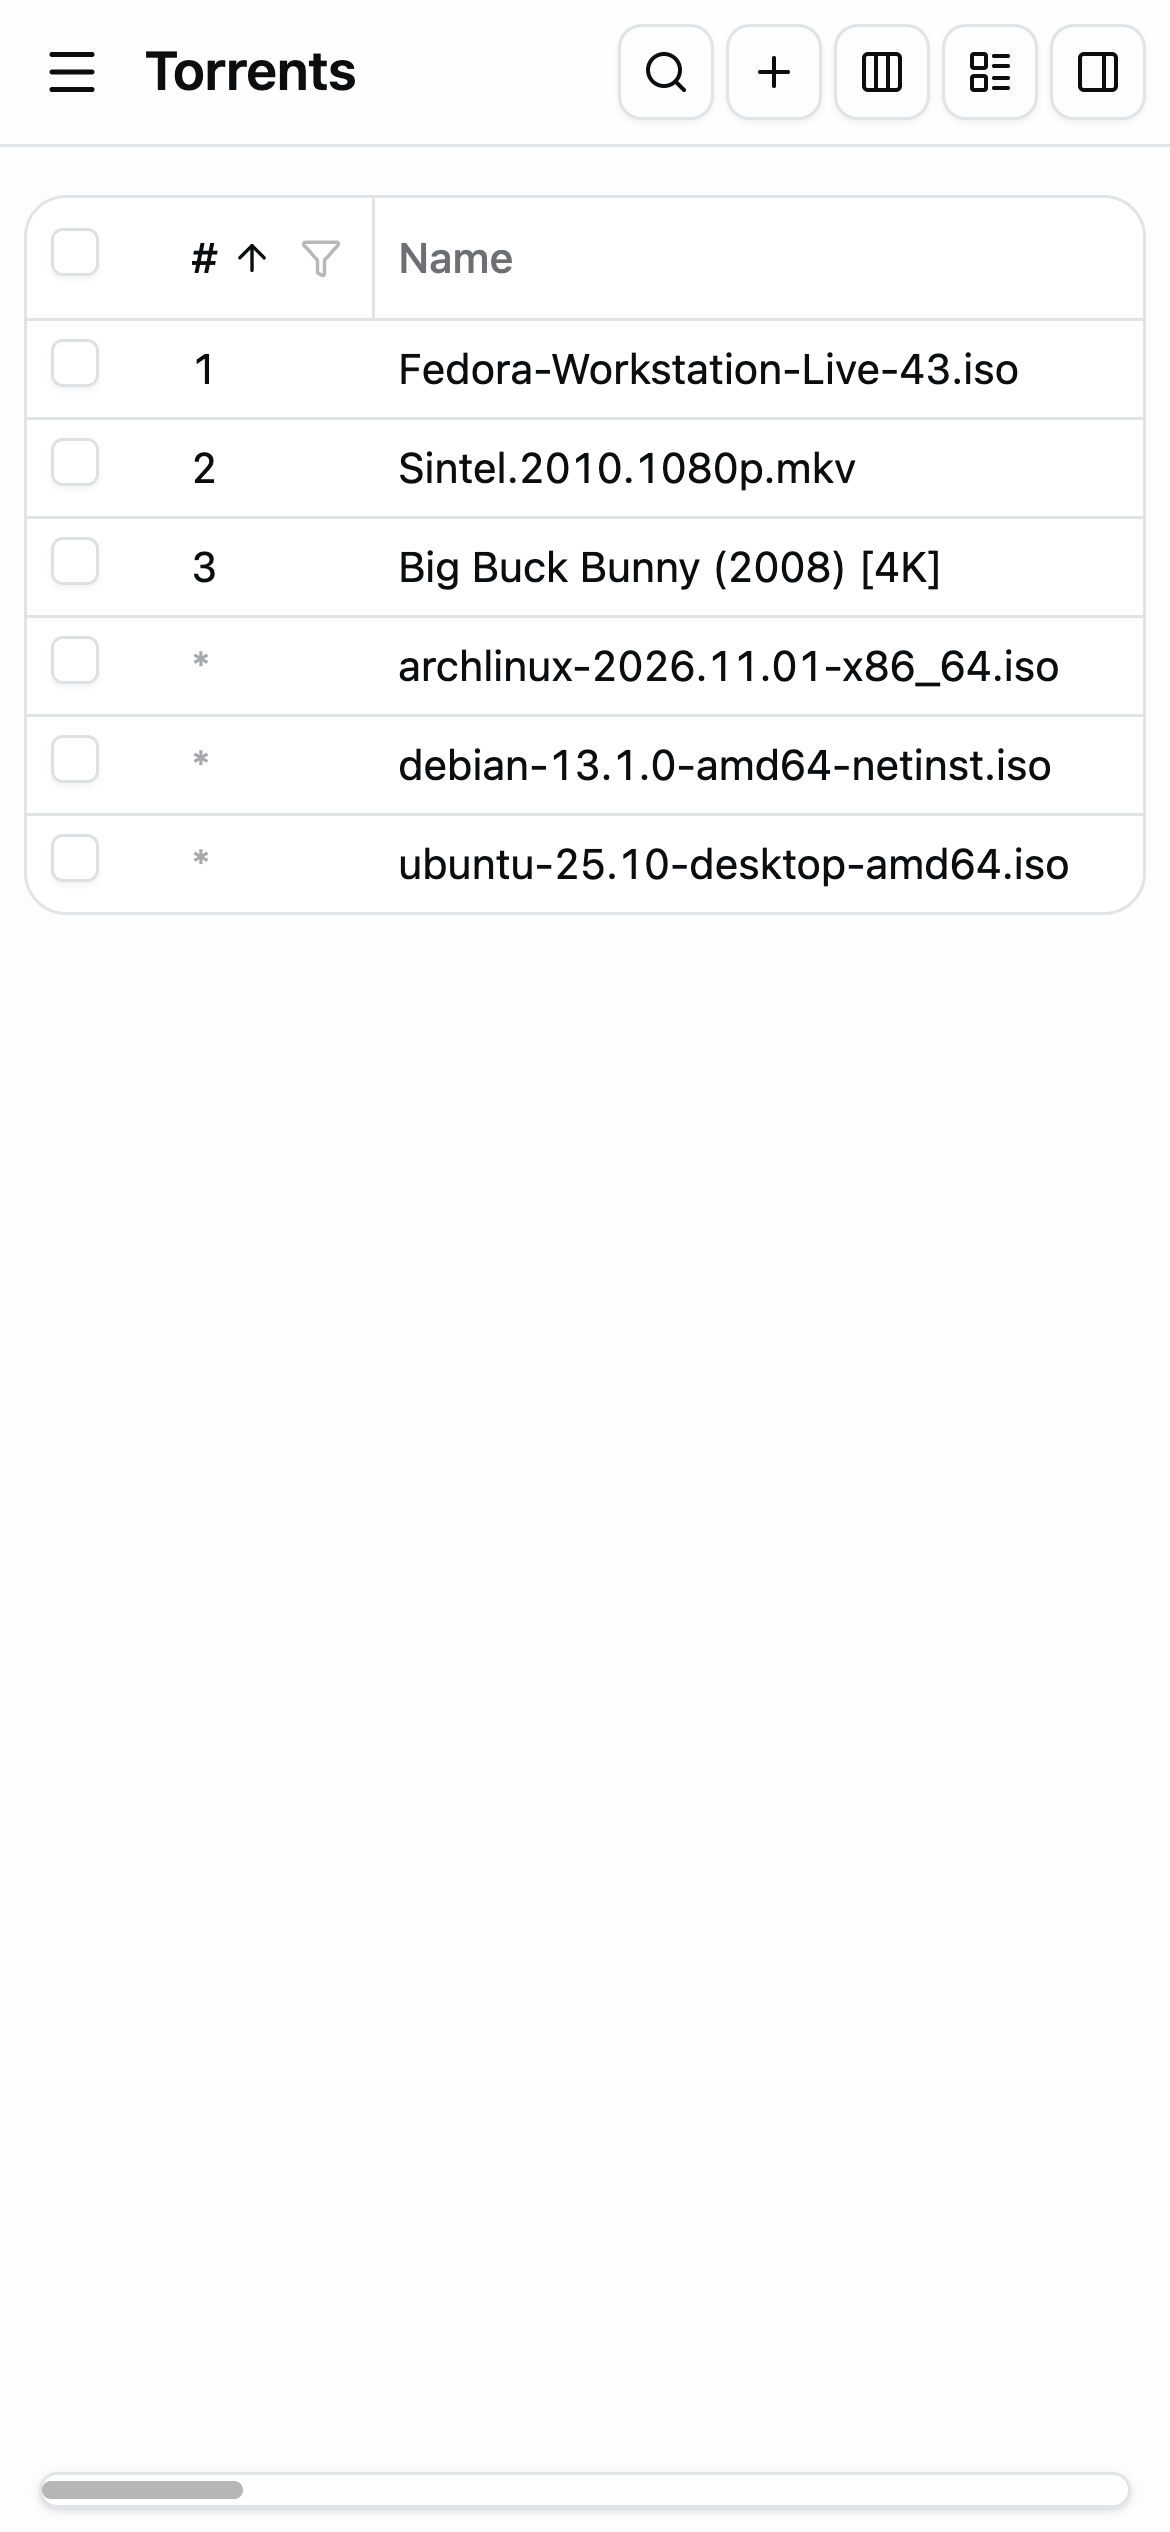 Torrents
# ↑ Name
1 Fedora-Workstation-Live-43.iso
2 Sintel.2010.1080p.mkv
3 Big Buck Bunny (2008) [4K]
* archlinux-2026.11.01-x86_64.iso
* debian-13.1.0-amd64-netinst.iso
* ubuntu-25.10-desktop-amd64.iso